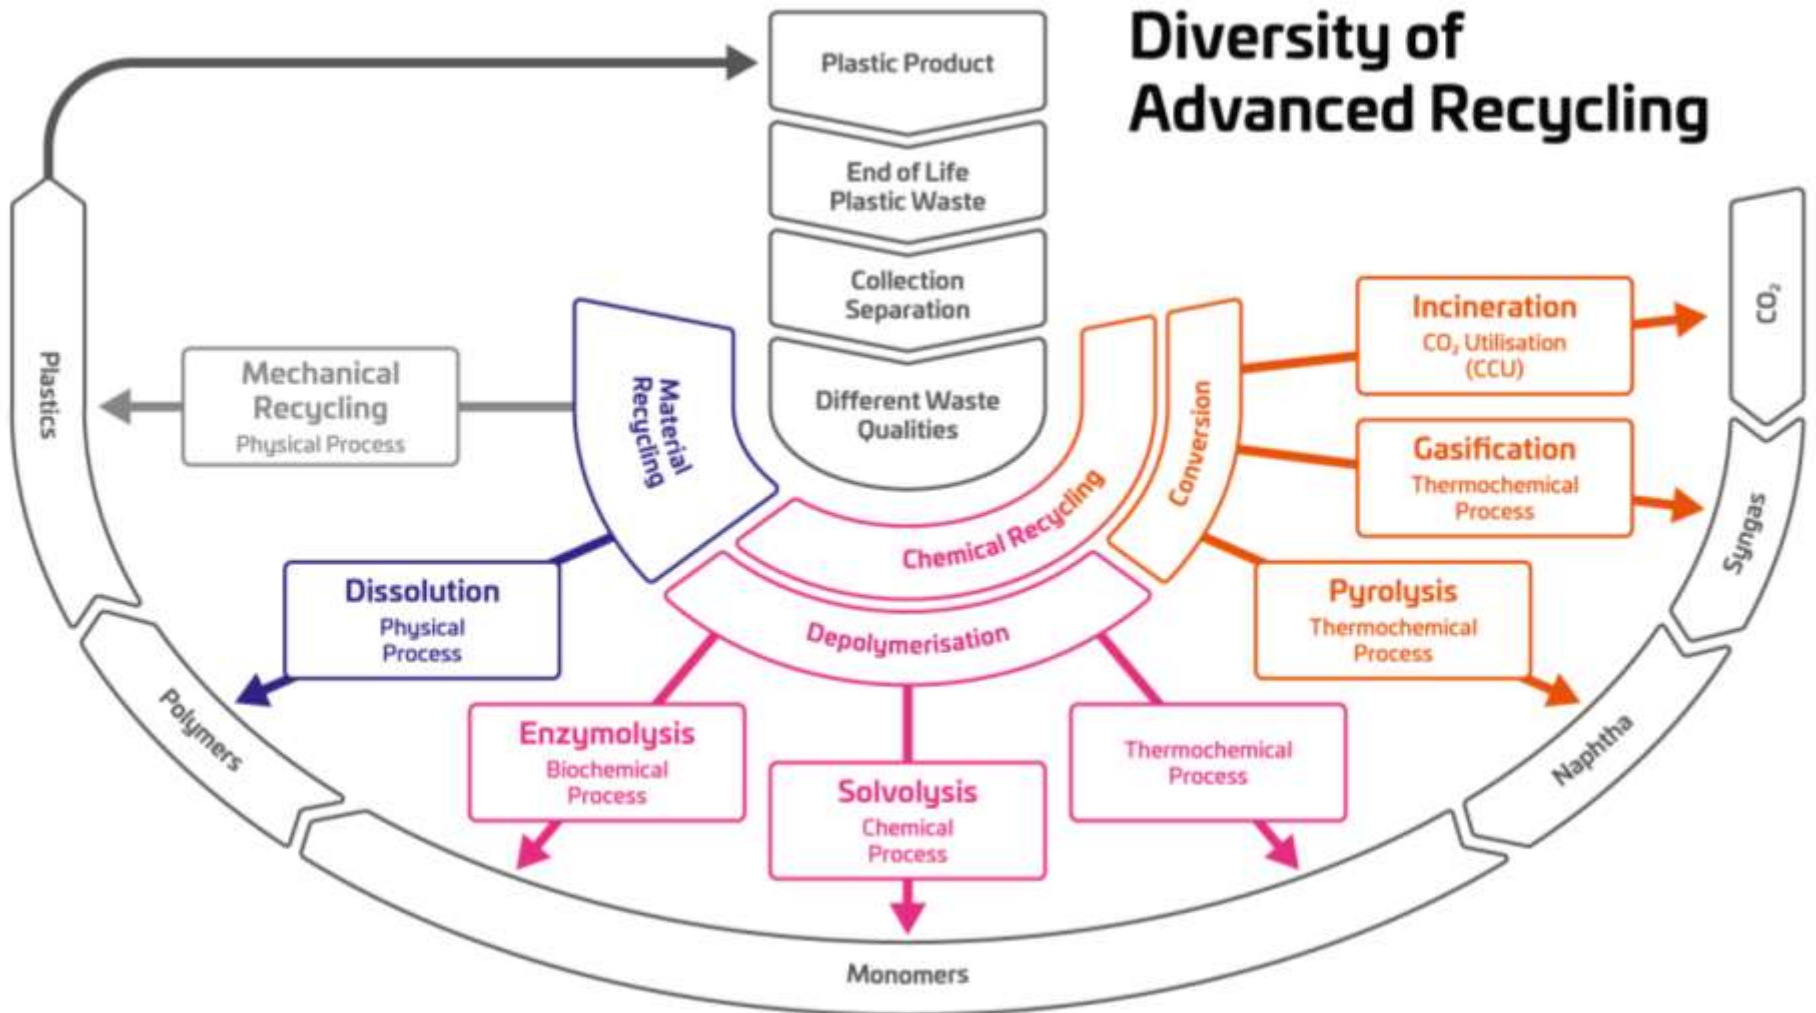 Diversity of
Advanced Recycling
Plastic Product
End of Life
Plastic Waste
Collection
Separation
Different Waste
Qualities
Material
Recycling
Chemical Recycling
Conversion
Depolymerisation
Mechanical
Recycling
Physical Process
Dissolution
Physical
Process
Enzymolysis
Biochemical
Process
Solvolysis
Chemical
Process
Thermochemical
Process
Pyrolysis
Thermochemical
Process
Gasification
Thermochemical
Process
Incineration
CO₂ Utilisation
(CCU)
CO₂
Syngas
Naphtha
Monomers
Polymers
Plastics